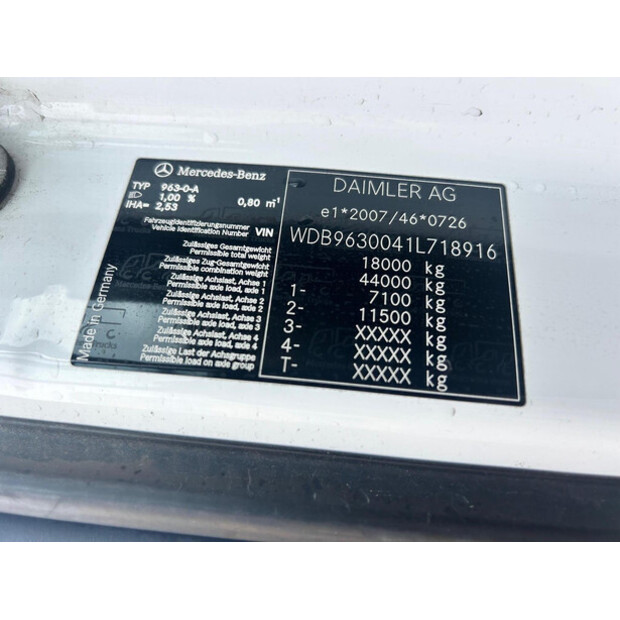 Mercedes-Benz
TYP 963-0-A
1,00 % 0,80 m¹
IHA= 2,53
Fahrzeugidentifizierungsnummer
Vehicle Identification Number VIN
Zulässiges Gesamtgewicht
Permissible total weight
Zulässiges Zug-Gesamtgewicht
Permissible combination weight
Zulässige Achslast, Achse 1
Permissible axle load, axle 1
Zulässige Achslast, Achse 2
Permissible axle load, axle 2
Zulässige Achslast, Achse 3
Permissible axle load, axle 3
Zulässige Achslast, Achse 4
Permissible axle load, axle 4
Zulässige Last der Achsgruppe
Permissible load on axle group
Made in Germany
DAIMLER AG
e1*2007/46*0726
WDB9630041L718916
18000 kg
44000 kg
1- 7100 kg
2- 11500 kg
3- XXXXX kg
4- XXXXX kg
T- XXXXX kg